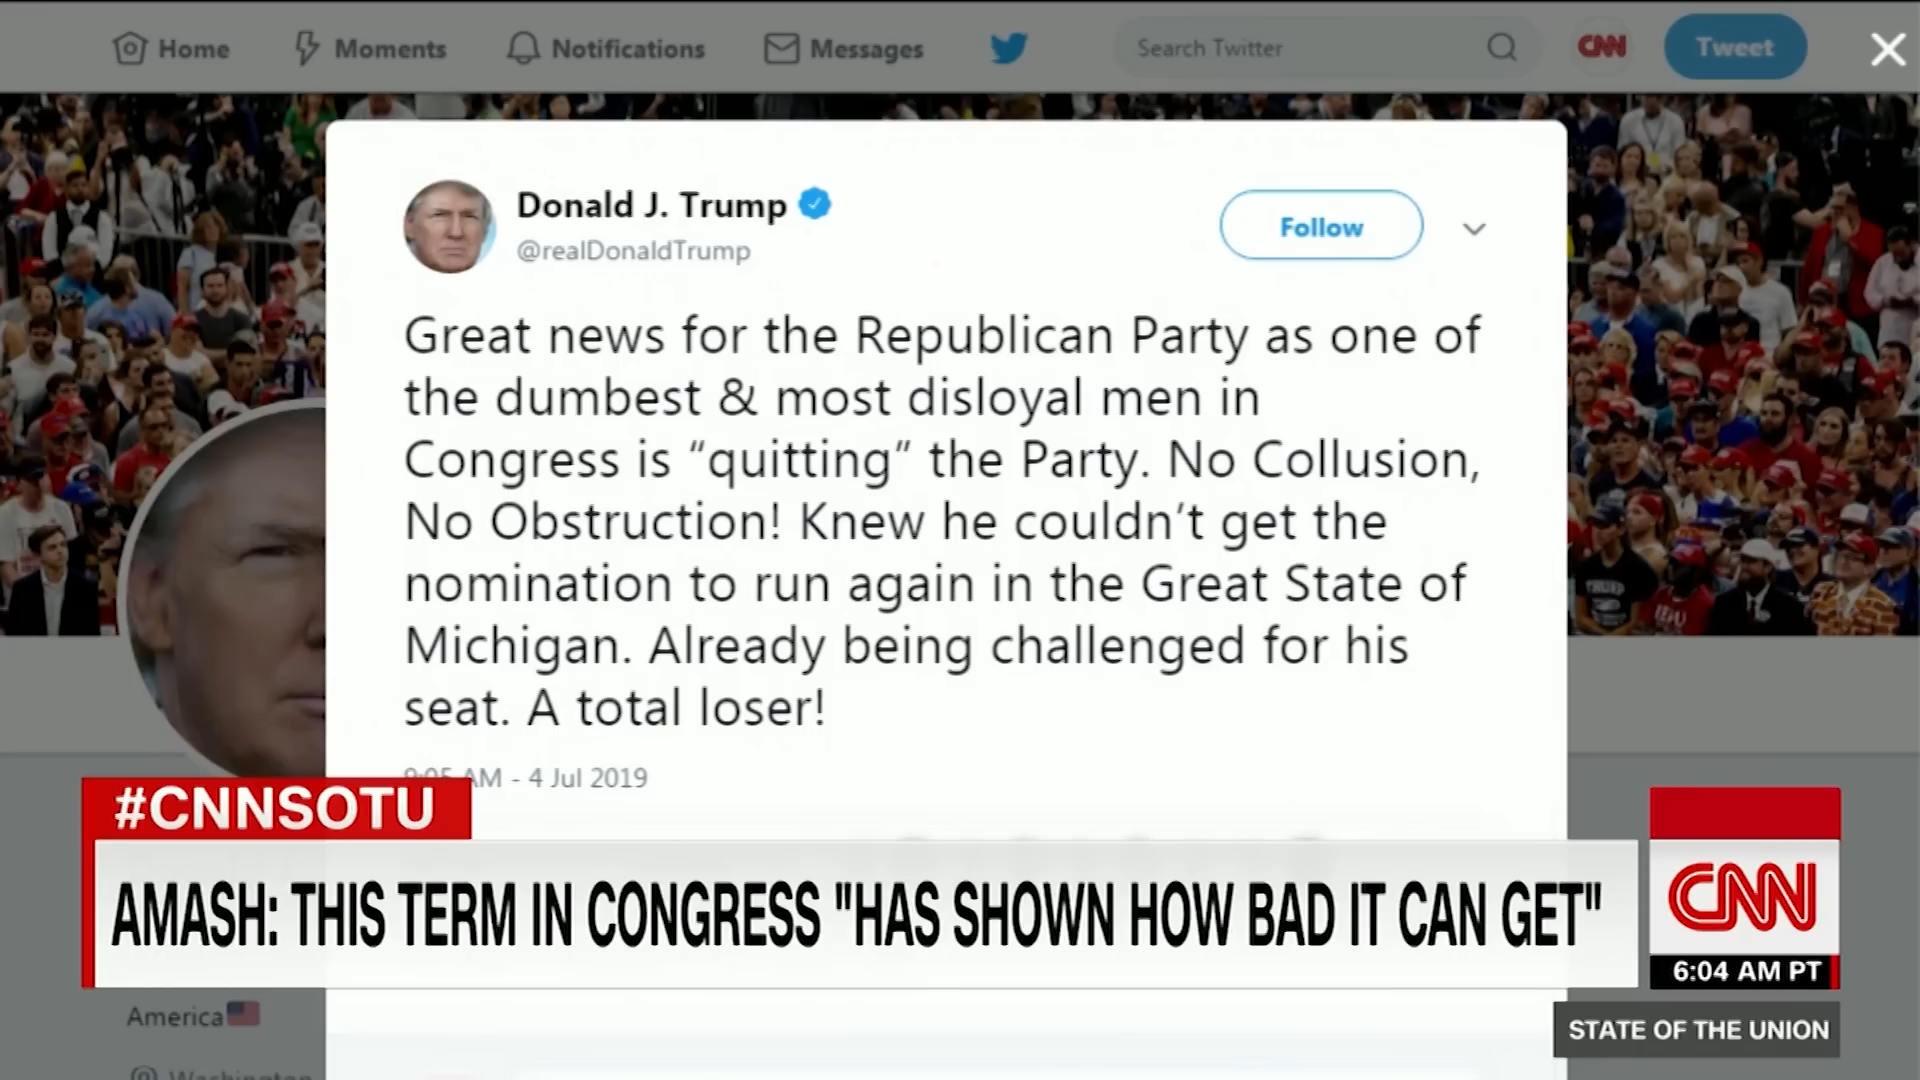 Home Moments Notifications Messages Search Twitter CNN Tweet
Donald J. Trump
@realDonaldTrump
Follow
Great news for the Republican Party as one of
the dumbest & most disloyal men in
Congress is “quitting” the Party. No Collusion,
No Obstruction! Knew he couldn’t get the
nomination to run again in the Great State of
Michigan. Already being challenged for his
seat. A total loser!
9:05 AM - 4 Jul 2019
#CNNSOTU
AMASH: THIS TERM IN CONGRESS "HAS SHOWN HOW BAD IT CAN GET"
CNN
6:04 AM PT
STATE OF THE UNION
America
Washington